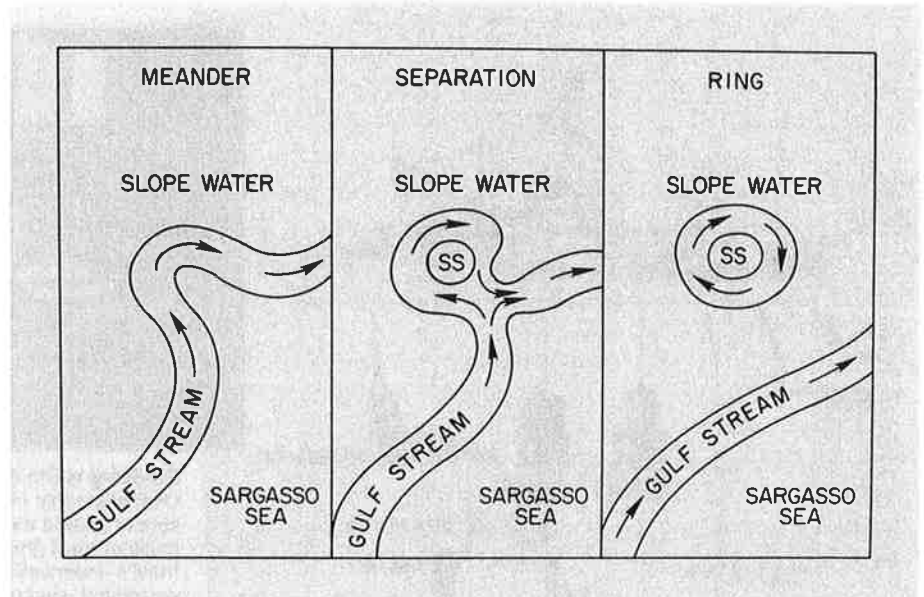 MEANDER
SLOPE WATER
GULF STREAM
SARGASSO
SEA
SEPARATION
SLOPE WATER
SS
GULF STREAM
SARGASSO
SEA
RING
SLOPE WATER
SS
GULF STREAM
SARGASSO
SEA